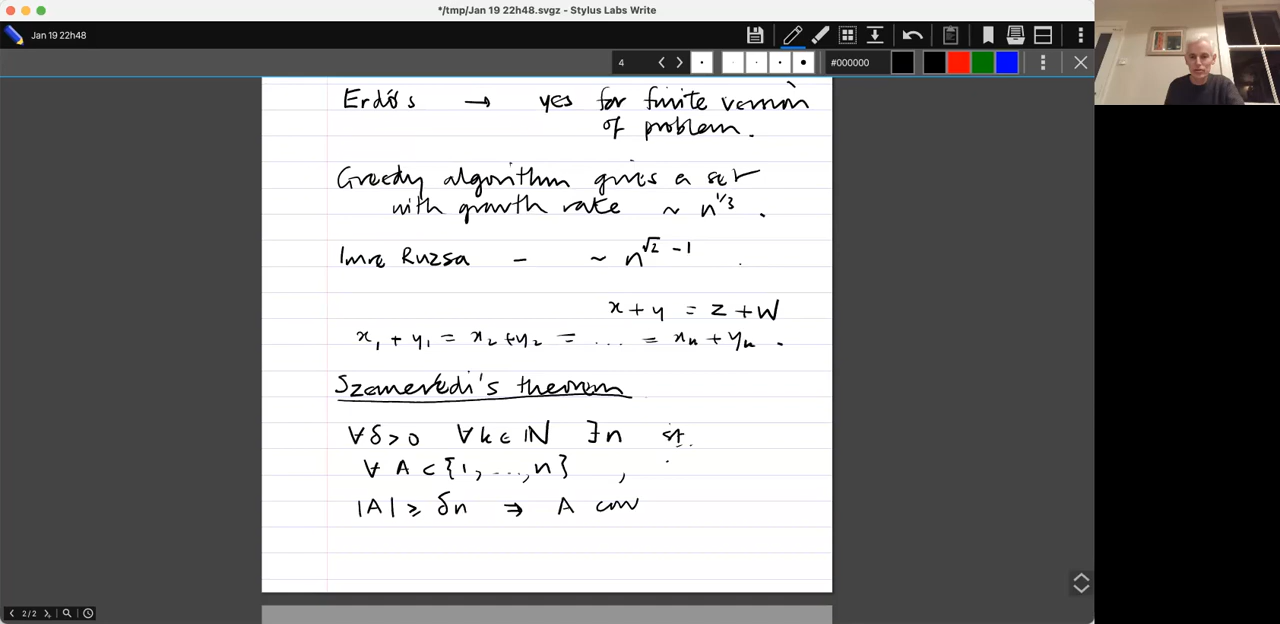 */tmp/Jan 19 22h48.svgz - Stylus Labs Write
Jan 19 22h48
4
#000000
Erdős → yes for finite version
of problem.
Greedy algorithm gives a set
with growth rate ~ n^{1/3}.
Imre Ruzsa - ~ n^{√2 - 1}
x + y = z + w
x₁ + y₁ = x₂ + y₂ = .... = xₙ + yₙ.
Szemerédi's theorem
∀ δ > 0 ∀ k ∈ ℕ ∃ n st.
∀ A ⊂ {1, ..., n},
|A| ≥ δn ⇒ A con
2/2